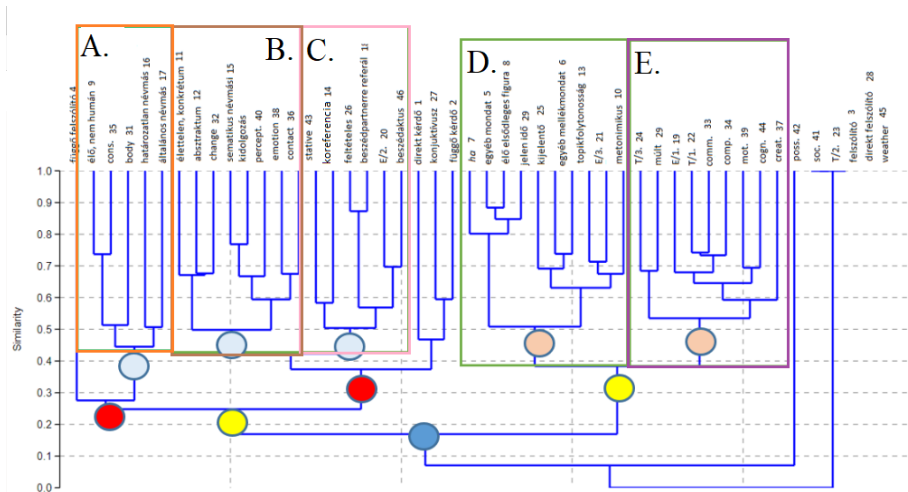 A.
B.
C.
D.
E.
függő felszólító 4
élő, nem humán 9
cons. 35
body 31
határozatlan névmás 16
általános névmás 17
élettelen, konkrétum 11
absztraktum 12
change 32
sematikus névmási 15
kidolgozás
percept. 40
emotion 38
contact 36
stative 43
koreferencia 14
feltételes 26
beszédpartnerre referál 1
E/2. 20
beszédaktus 46
direkt kérdő 1
konjuktívusz 27
függő kérdő 2
ha 7
egyéb mondat 5
élő elsődleges figura 8
jelen idő 29
kijelentő 25
egyéb mellékmondat 6
topikfolytonosság 13
E/3. 21
metonimikus 10
T/3. 24
múlt 29
E/1. 19
T/1. 22
comm. 33
comp. 34
mot. 39
cogn. 44
creat. 37
poss. 42
soc. 41
T/2. 23
felszólító 3
direkt felszólító 28
weather 45
Similarity
1.0
0.9
0.8
0.7
0.6
0.5
0.4
0.3
0.2
0.1
0.0